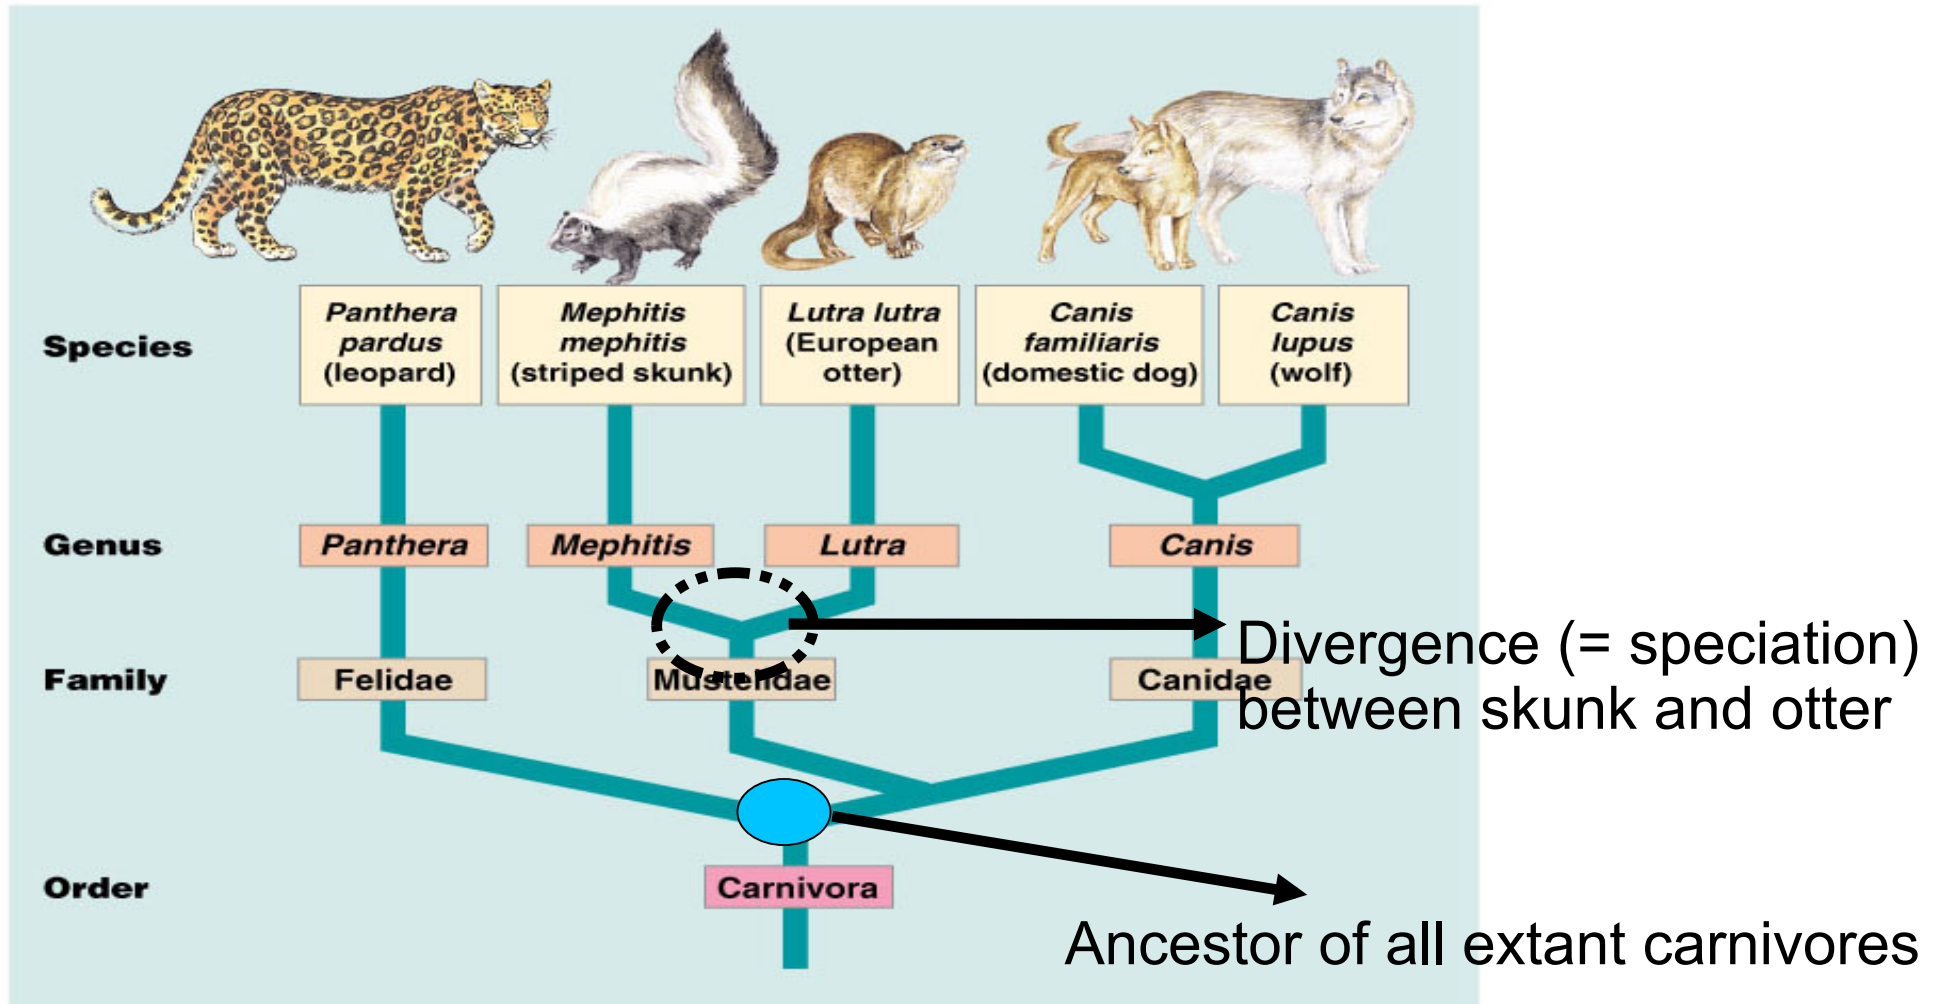 Species
Panthera
pardus
(leopard)
Mephitis
mephitis
(striped skunk)
Lutra lutra
(European
otter)
Canis
familiaris
(domestic dog)
Canis
lupus
(wolf)
Genus
Panthera
Mephitis
Lutra
Canis
Family
Felidae
Mustelidae
Canidae
Divergence (= speciation)
between skunk and otter
Order
Carnivora
Ancestor of all extant carnivores